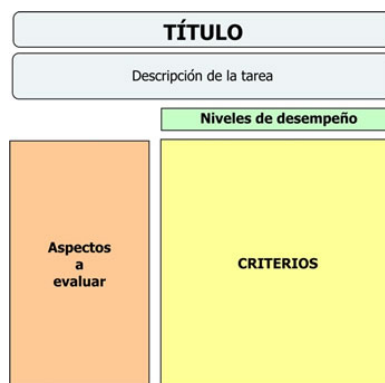 TÍTULO
Descripción de la tarea
Niveles de desempeño
Aspectos
a
evaluar
CRITERIOS